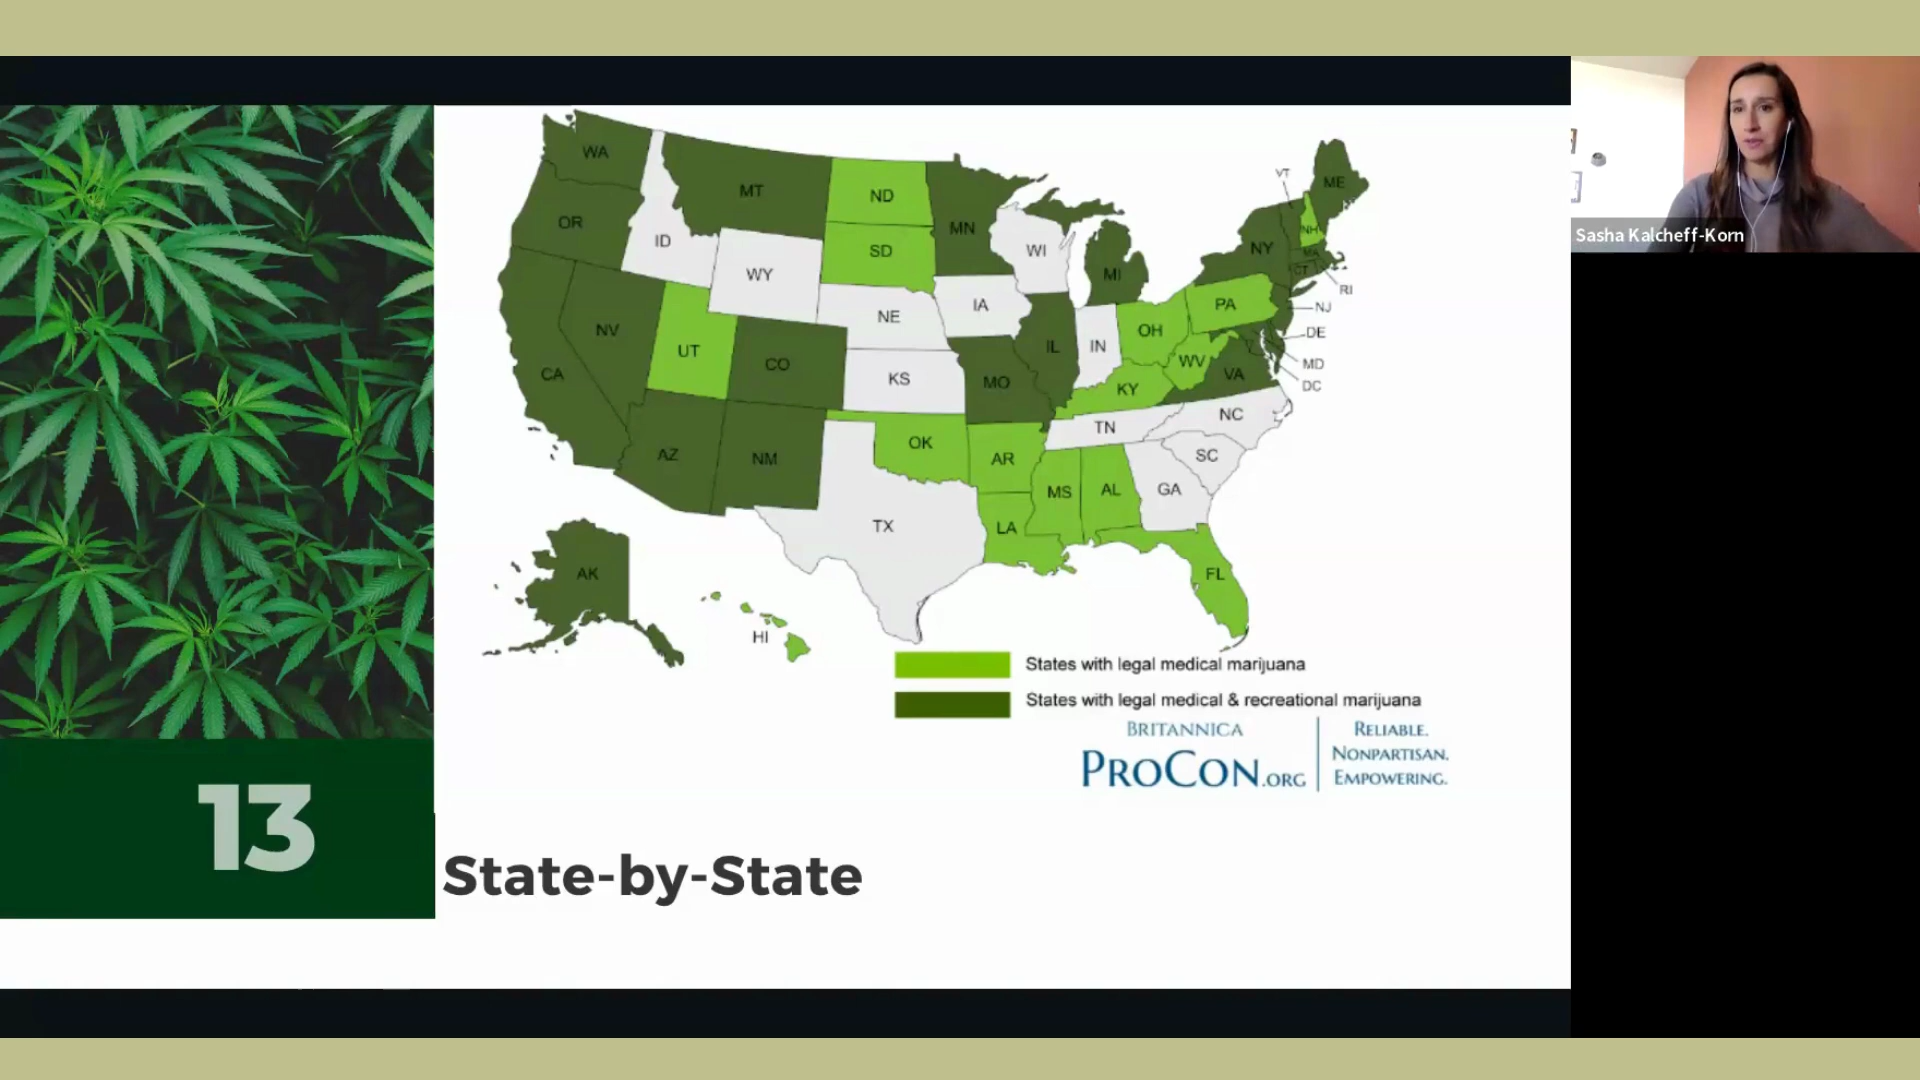 WA
MT
ND
MN
ME
VT
NH
OR
ID
SD
WI
NY
MA
WY
MI
CT
RI
NE
IA
PA
NJ
NV
OH
DE
UT
IL
IN
CO
WV
MD
CA
KS
MO
VA
DC
KY
NC
TN
OK
AZ
NM
AR
SC
MS
AL
GA
TX
LA
AK
FL
HI
States with legal medical marijuana
States with legal medical & recreational marijuana
BRITANNICA
PROCON.ORG
RELIABLE.
NONPARTISAN.
EMPOWERING.
13
State-by-State
Sasha Kalcheff-Korn